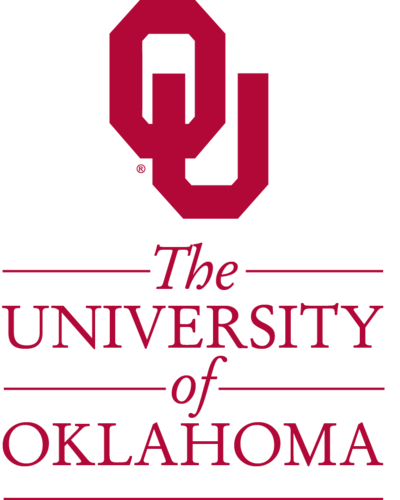 OU
®
The
UNIVERSITY
of
OKLAHOMA